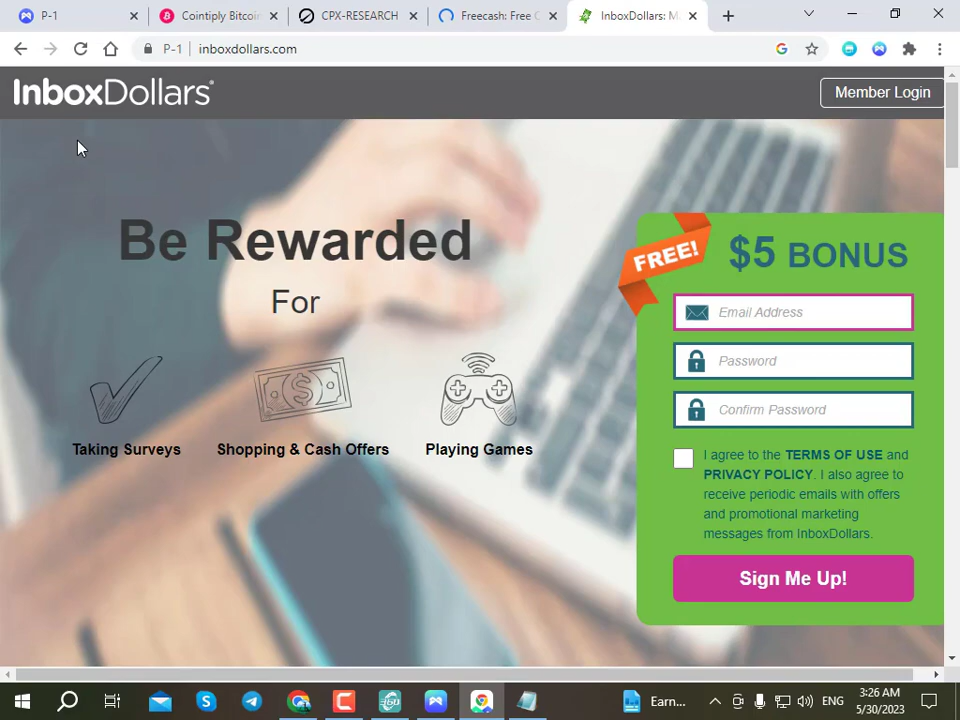 P-1
Cointiply Bitcoin
CPX-RESEARCH
Freecash: Free C
InboxDollars: M
P-1 inboxdollars.com
InboxDollars®
Member Login
Be Rewarded
For
Taking Surveys
Shopping & Cash Offers
Playing Games
FREE!
$5 BONUS
Email Address
Password
Confirm Password
I agree to the TERMS OF USE and
PRIVACY POLICY. I also agree to
receive periodic emails with offers
and promotional marketing
messages from InboxDollars.
Sign Me Up!
Earn...
ENG
3:26 AM
5/30/2023